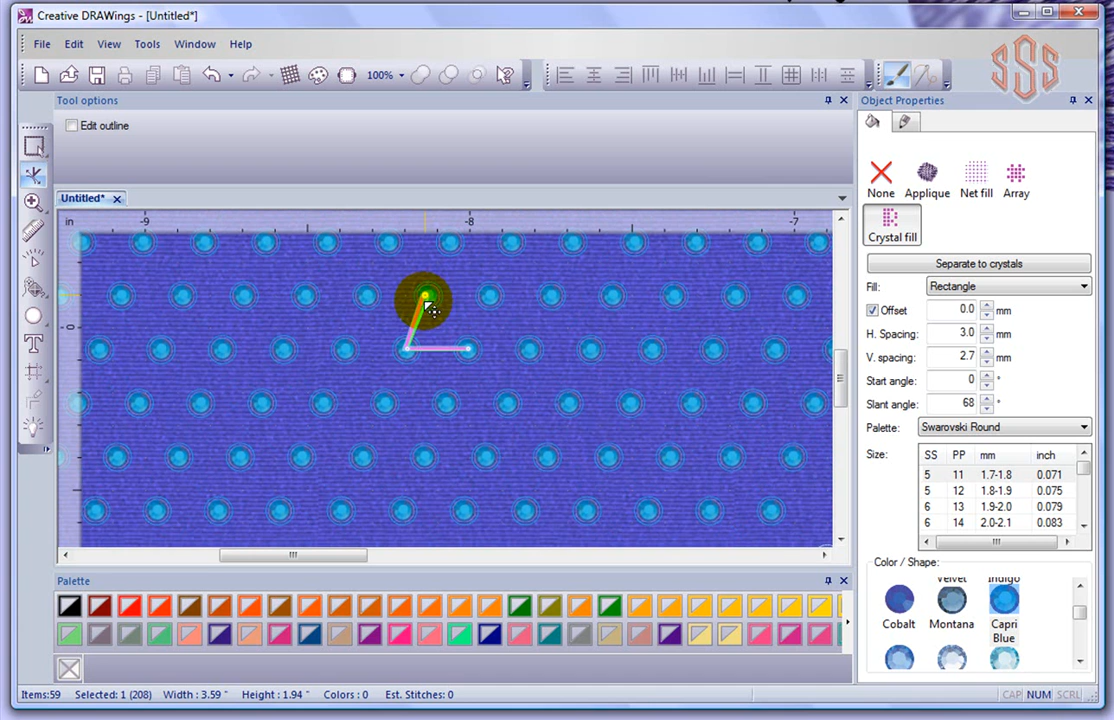 Creative DRAWings - [Untitled*]
File Edit View Tools Window Help
100%
SSS
Tool options
Object Properties
Edit outline
None Applique Net fill Array
Crystal fill
Untitled*
in -9 -8 -7
0
Separate to crystals
Fill: Rectangle
Offset 0.0 mm
H. Spacing: 3.0 mm
V. spacing: 2.7 mm
Start angle: 0 °
Slant angle: 68 °
Palette: Swarovski Round
Size: SS PP mm inch
5 11 1.7-1.8 0.071
5 12 1.8-1.9 0.075
6 13 1.9-2.0 0.079
6 14 2.0-2.1 0.083
Color / Shape:
Velvet Indigo
Cobalt Montana Capri Blue
Palette
Items:59 Selected: 1 (208) Width : 3.59 " Height : 1.94 " Colors : 0 Est. Stitches: 0 CAP NUM SCRL